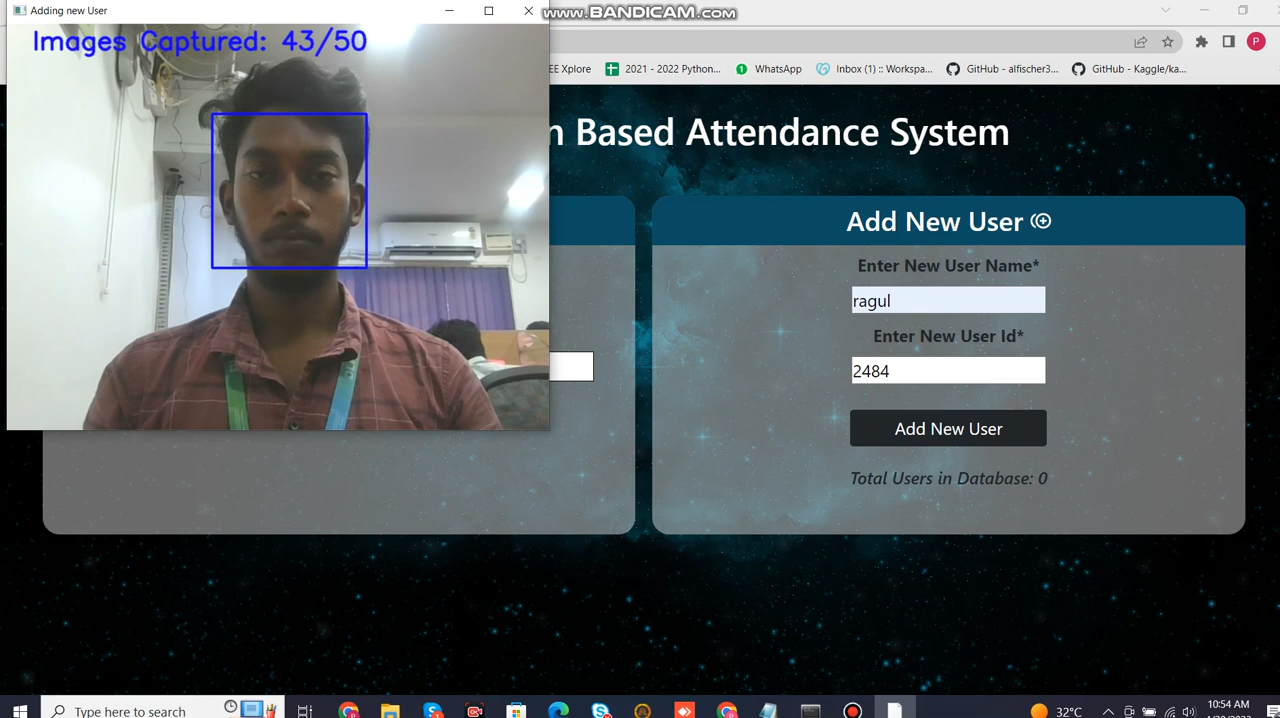 Adding new User
www.BANDICAM.com
Images Captured: 43/50
EE Xplore
2021 - 2022 Python...
WhatsApp
Inbox :: Workspa...
GitHub - alfischer3...
GitHub - Kaggle/ka...
P
n Based Attendance System
Add New User
Enter New User Name*
ragul
Enter New User Id*
2484
Add New User
Total Users in Database: 0
Type here to search
32°C
10:54 AM